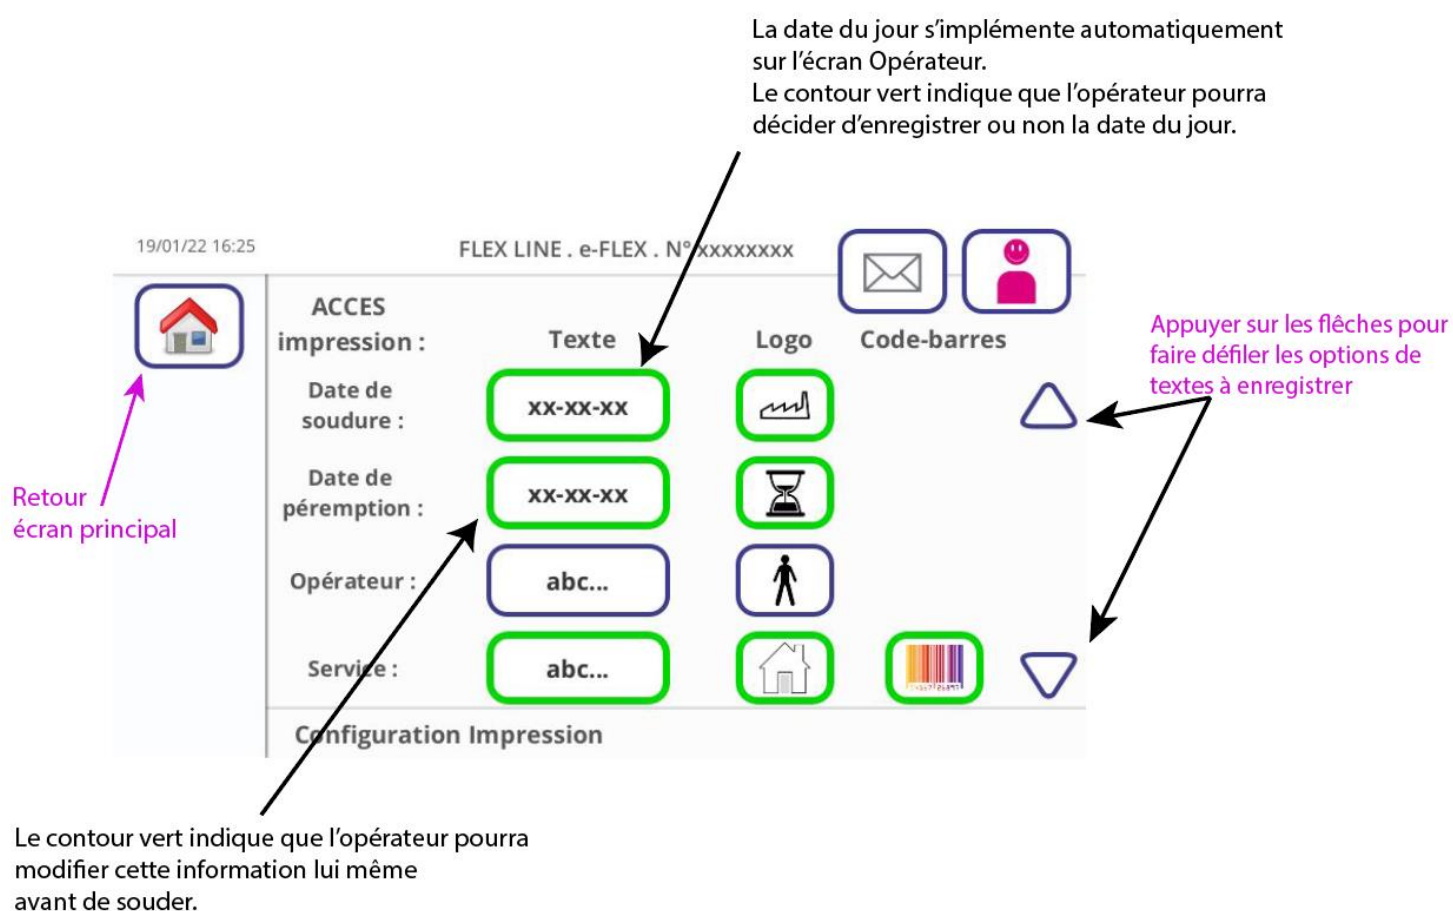 La date du jour s'implémente automatiquement
sur l'écran Opérateur.
Le contour vert indique que l'opérateur pourra
décider d'enregistrer ou non la date du jour.
19/01/22 16:25
FLEX LINE . e-FLEX . N° xxxxxxxx
ACCES
impression :
Texte
Logo
Code-barres
Appuyer sur les flêches pour
faire défiler les options de
textes à enregistrer
Date de
soudure :
xx-xx-xx
Date de
péremption :
xx-xx-xx
Retour
écran principal
Opérateur :
abc...
Service :
abc...
Configuration Impression
Le contour vert indique que l'opérateur pourra
modifier cette information lui même
avant de souder.